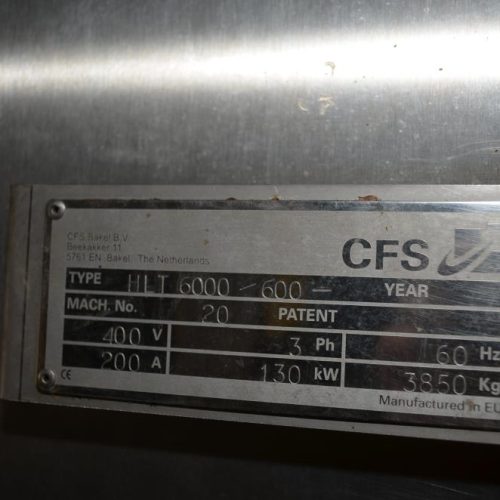 CFS Bakel B.V.
Beekakker 11
5761 EN Bakel The Netherlands
CFS
TYPE HLT 6000-600- YEAR
MACH. No. 20 PATENT
400 V 3 Ph 60 Hz
200 A 130 kW 3850 Kg
CE Manufactured in EU